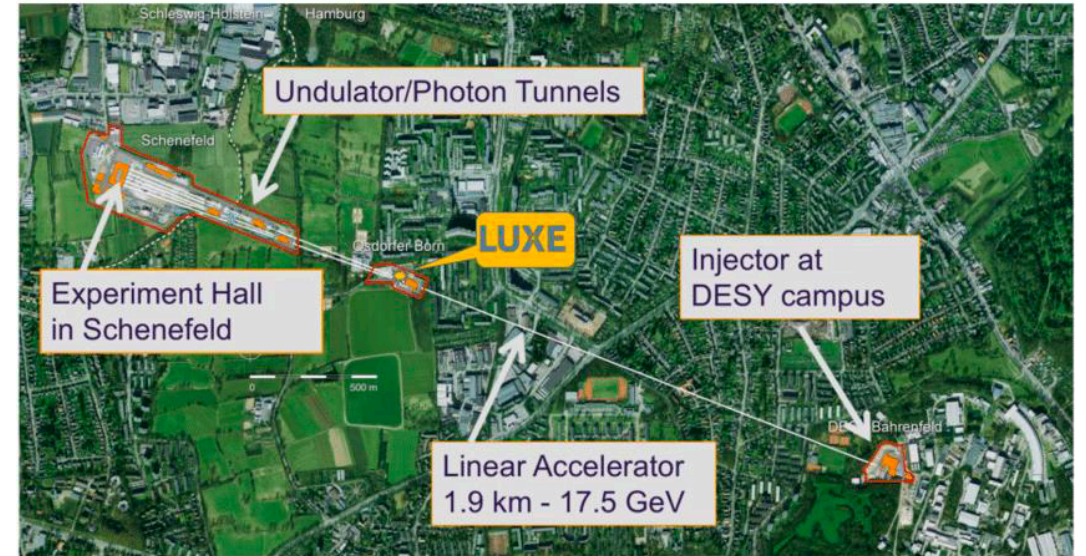 Schleswig-Holstein
Hamburg
Undulator/Photon Tunnels
Schenefeld
Osdorfer Born
LUXE
Experiment Hall
in Schenefeld
Injector at
DESY campus
0
500 m
Linear Accelerator
1.9 km - 17.5 GeV
Bahrenfeld